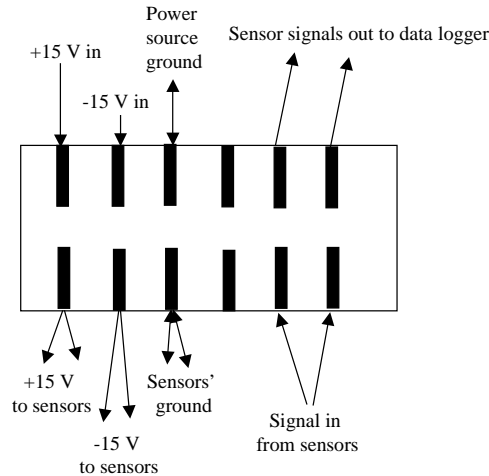 Power
source
ground
Sensor signals out to data logger
+15 V in
-15 V in
+15 V
to sensors
Sensors'
ground
Signal in
from sensors
-15 V
to sensors